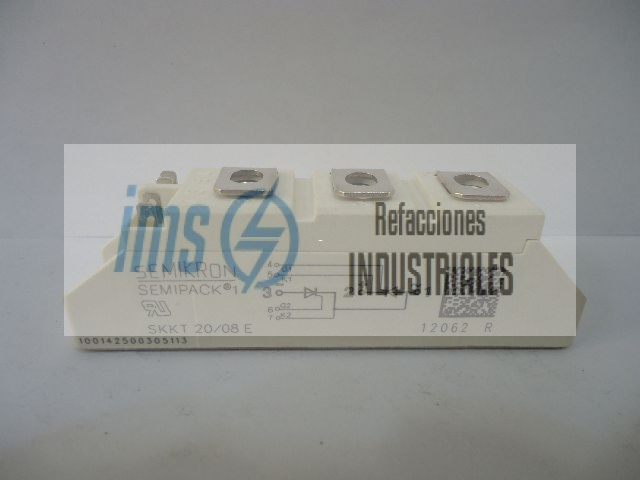 ims
Refacciones
INDUSTRIALES
SEMIKRON
SEMIPACK® 1
SKKT 20/08 E
12062 R
100142500305113